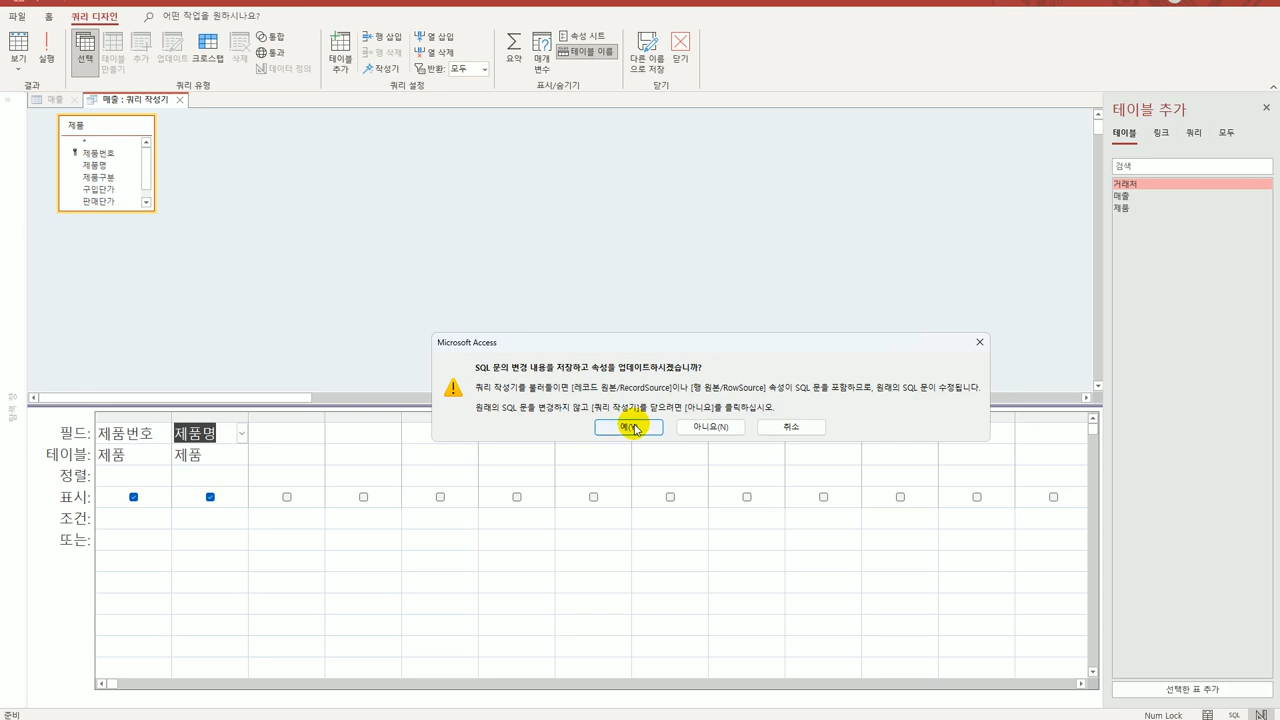 파일 홈 쿼리 디자인 어떤 작업을 원하시나요?
보기 실행 선택 테이블 만들기 추가 업데이트 크로스탭 삭제 통합 통과 데이터 정의
테이블 추가 행 삽입 행 삭제 작성기 열 삽입 열 삭제 반환: 모두
요약 매개 변수 속성 시트 테이블 이름 다른 이름으로 저장 닫기
결과 쿼리 유형 쿼리 설정 표시/숨기기 닫기
매출 매출 : 쿼리 작성기
제품
*
제품번호
제품명
제품구분
구입단가
판매단가
테이블 추가
테이블 링크 쿼리 모두
검색
거래처
매출
제품
Microsoft Access
SQL 문의 변경 내용을 저장하고 속성을 업데이트하시겠습니까?
쿼리 작성기를 불러들이면 [레코드 원본/RecordSource]이나 [행 원본/RowSource] 속성이 SQL 문을 포함하므로, 원래의 SQL 문이 수정됩니다.
원래의 SQL 문을 변경하지 않고 [쿼리 작성기]를 닫으려면 [아니요]를 클릭하십시오.
아니요(N) 취소
필드: 제품번호 제품명
테이블: 제품 제품
정렬:
표시:
조건:
또는:
선택한 표 추가
준비 Num Lock SQL